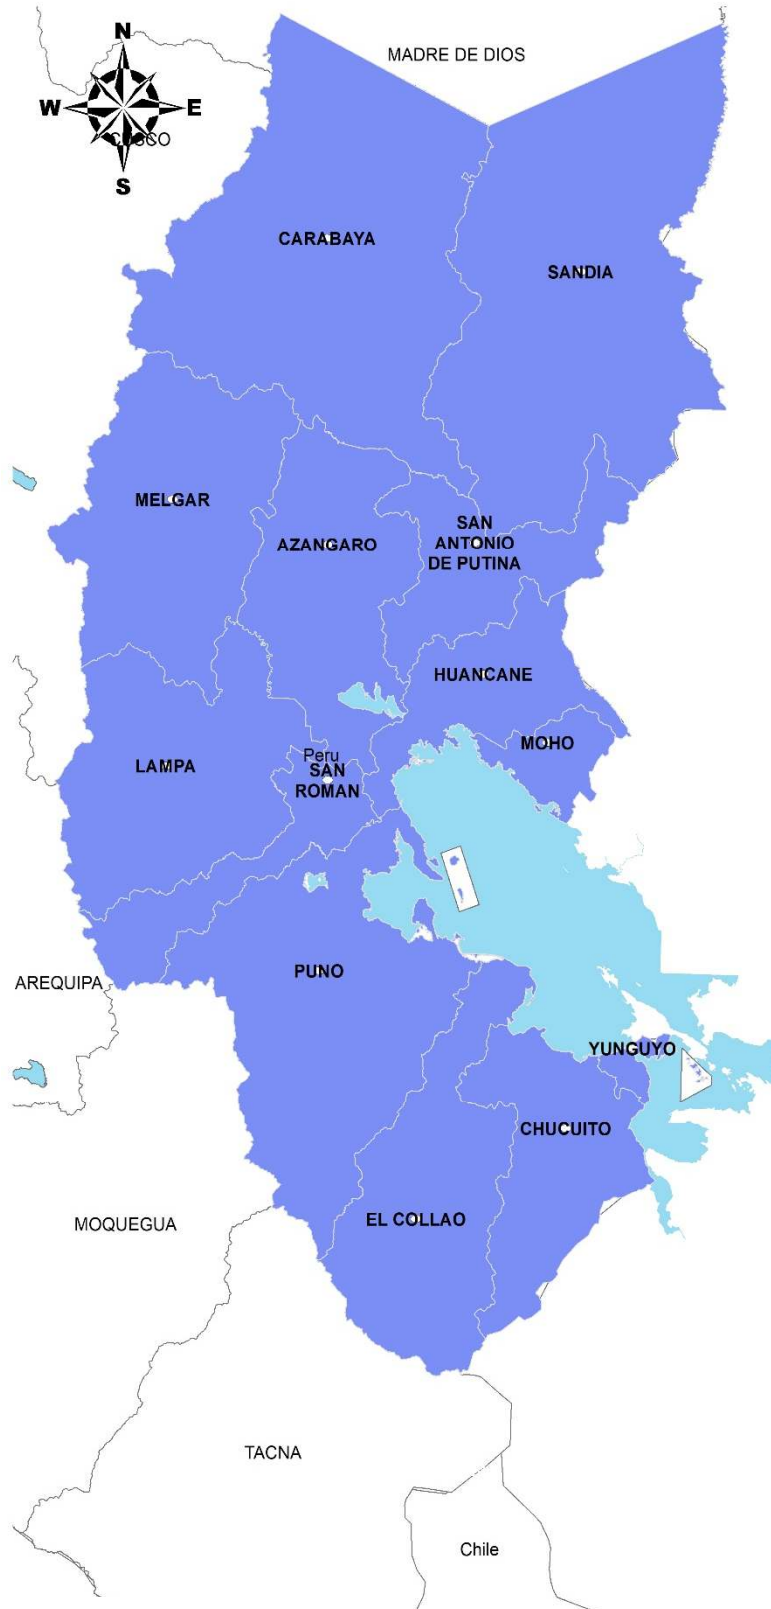 N
MADRE DE DIOS
W
E
CUSCO
S
CARABAYA
SANDIA
MELGAR
SAN
ANTONIO
DE PUTINA
AZANGARO
HUANCANE
MOHO
Peru
LAMPA
SAN
ROMAN
PUNO
AREQUIPA
YUNGUYO
CHUCUITO
EL COLLAO
MOQUEGUA
TACNA
Chile